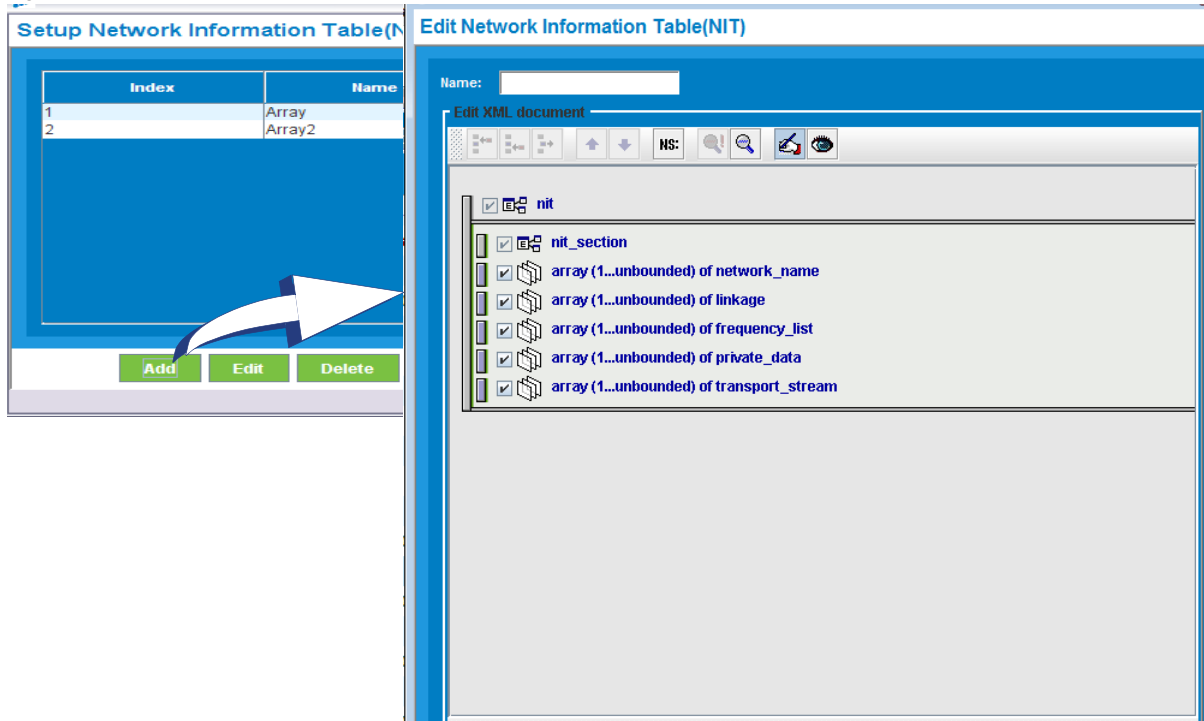 Setup Network Information Table(N
Index Name
1 Array
2 Array2
Add Edit Delete
Edit Network Information Table(NIT)
Name:
Edit XML document
NS:
E nit
E nit_section
array (1...unbounded) of network_name
array (1...unbounded) of linkage
array (1...unbounded) of frequency_list
array (1...unbounded) of private_data
array (1...unbounded) of transport_stream